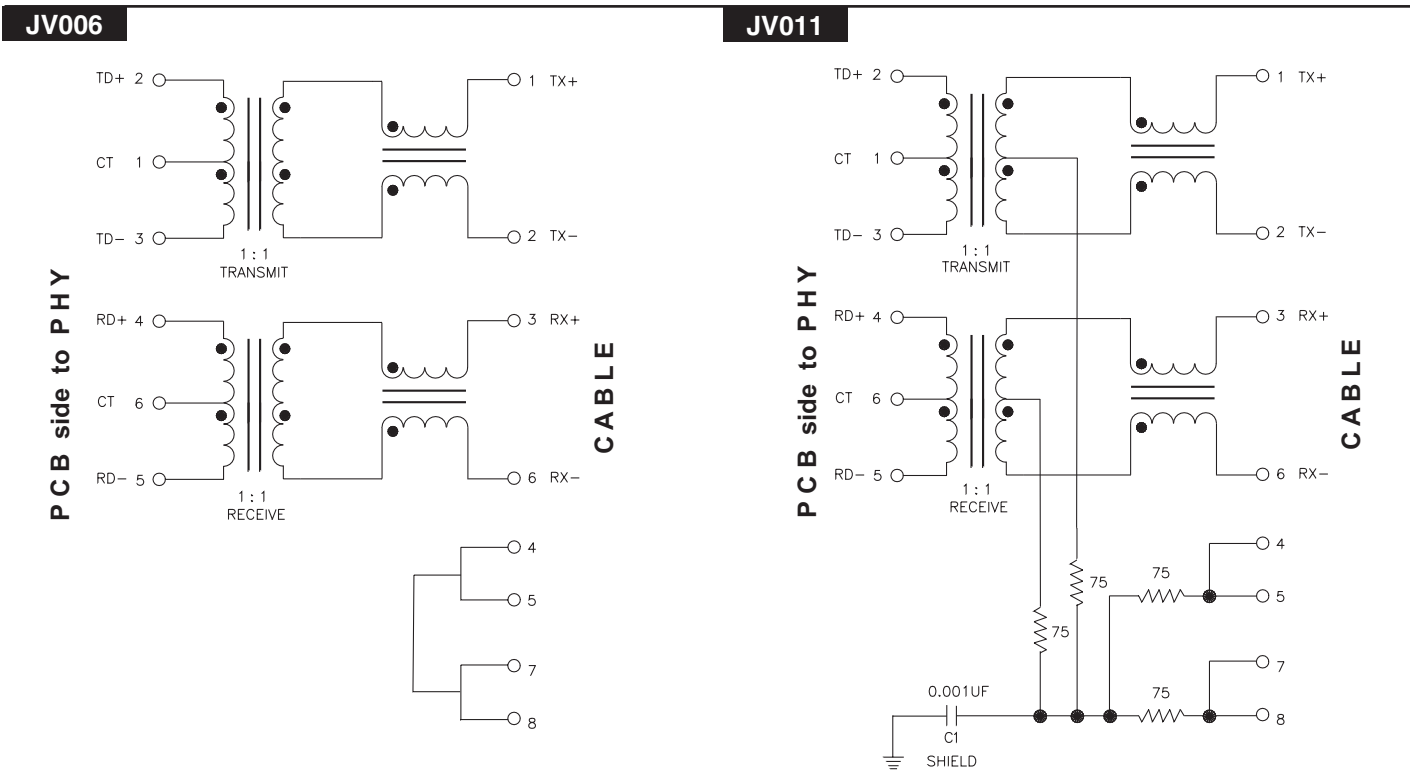 JV006
TD+ 2
CT 1
TD- 3
1 : 1
TRANSMIT
1 TX+
2 TX-
RD+ 4
CT 6
RD- 5
1 : 1
RECEIVE
3 RX+
6 RX-
4
5
7
8
PCB side to PHY
CABLE
JV011
TD+ 2
CT 1
TD- 3
1 : 1
TRANSMIT
1 TX+
2 TX-
RD+ 4
CT 6
RD- 5
1 : 1
RECEIVE
3 RX+
6 RX-
75
75
75
4
5
75
7
8
0.001UF
C1
SHIELD
PCB side to PHY
CABLE